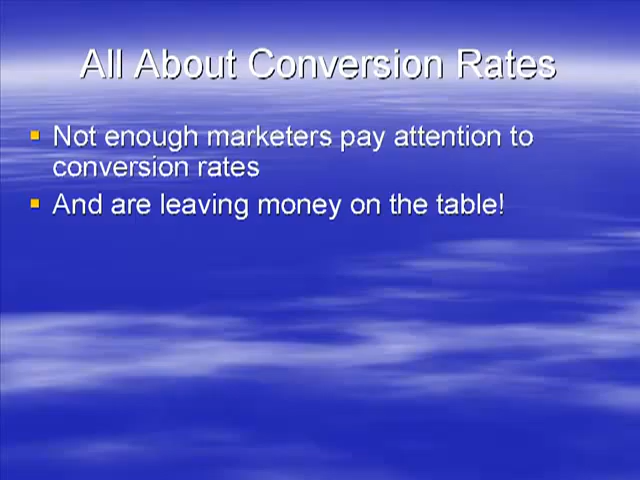 All About Conversion Rates
Not enough marketers pay attention to
conversion rates
And are leaving money on the table!